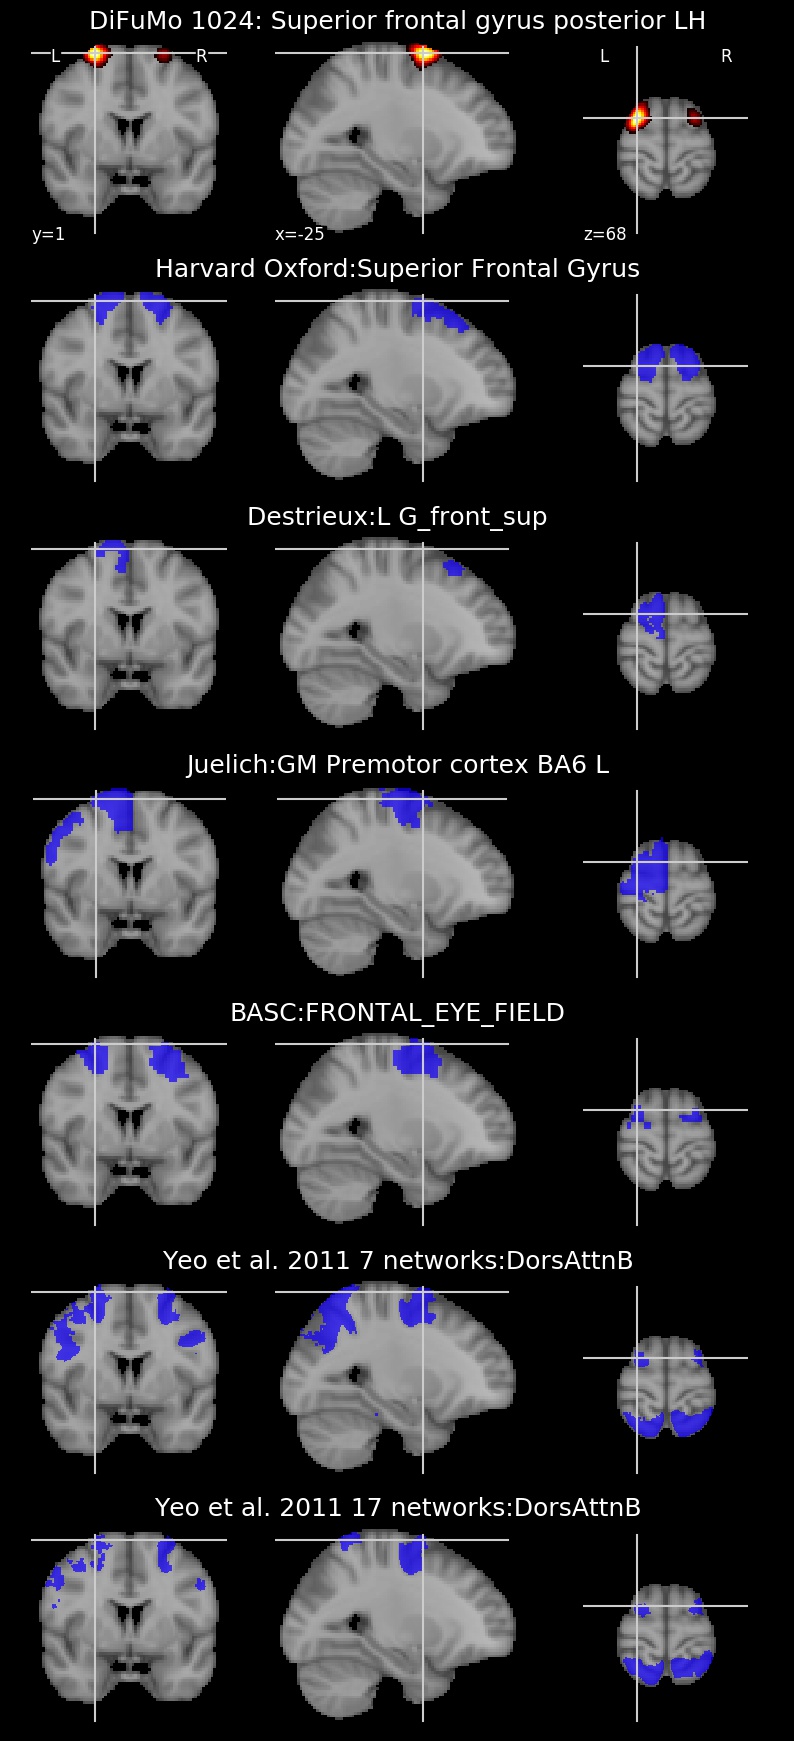 DiFuMo 1024: Superior frontal gyrus posterior LH
L R L R
y=1 x=-25 z=68
Harvard Oxford:Superior Frontal Gyrus
Destrieux:L G_front_sup
Juelich:GM Premotor cortex BA6 L
BASC:FRONTAL_EYE_FIELD
Yeo et al. 2011 7 networks:DorsAttnB
Yeo et al. 2011 17 networks:DorsAttnB